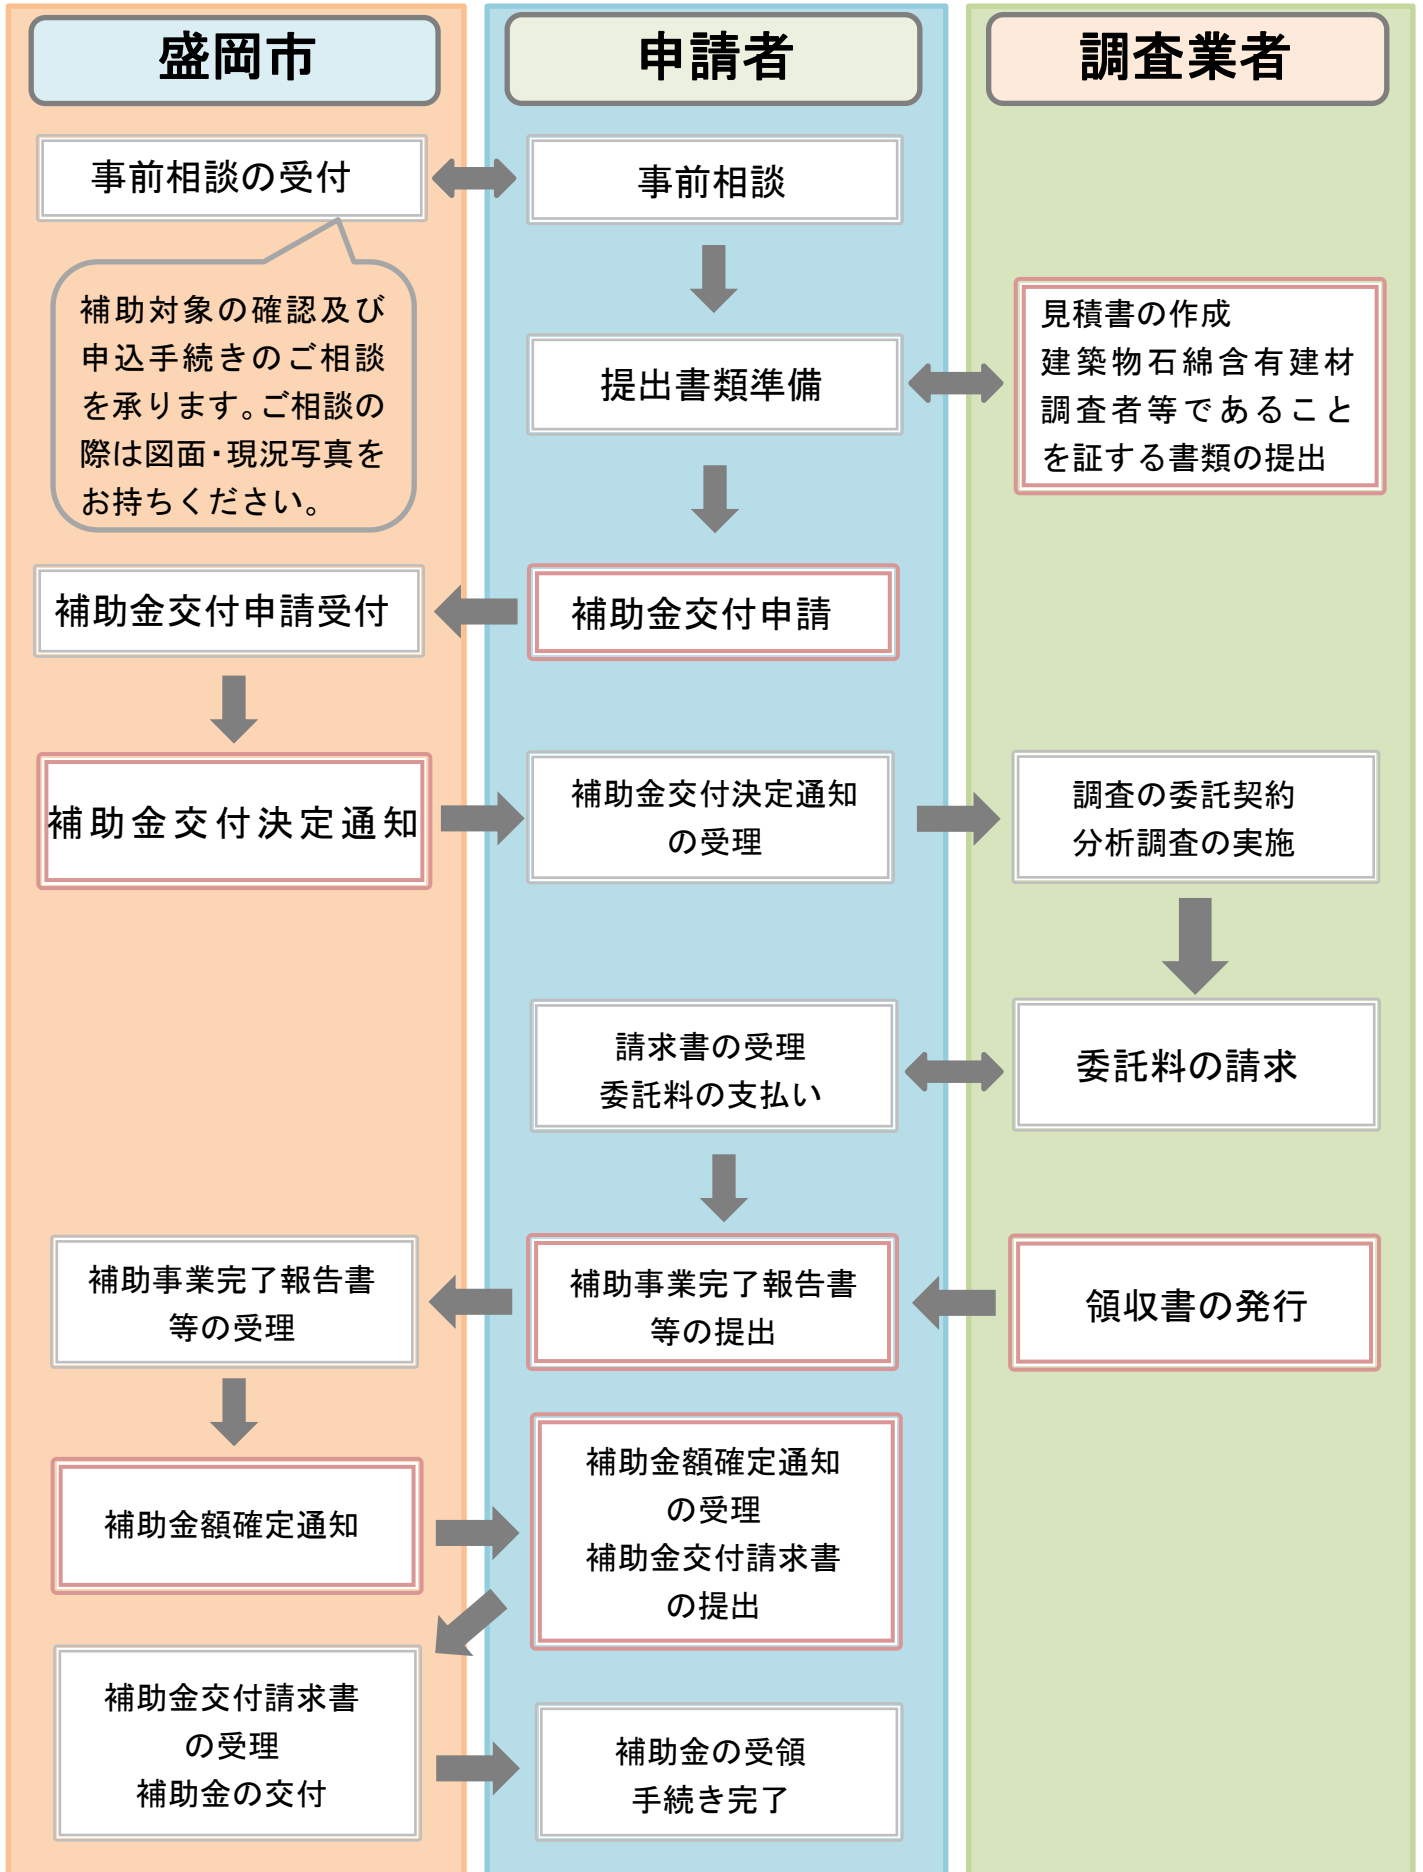 盛岡市
申請者
調査業者
事前相談の受付
事前相談
補助対象の確認及び
申込手続きのご相談
を承ります。ご相談の
際は図面・現況写真を
お持ちください。
提出書類準備
見積書の作成
建築物石綿含有建材
調査者等であること
を証する書類の提出
補助金交付申請受付
補助金交付申請
補助金交付決定通知
補助金交付決定通知
の受理
調査の委託契約
分析調査の実施
請求書の受理
委託料の支払い
委託料の請求
補助事業完了報告書
等の受理
補助事業完了報告書
等の提出
領収書の発行
補助金額確定通知
補助金額確定通知
の受理
補助金交付請求書
の提出
補助金交付請求書
の受理
補助金の交付
補助金の受領
手続き完了